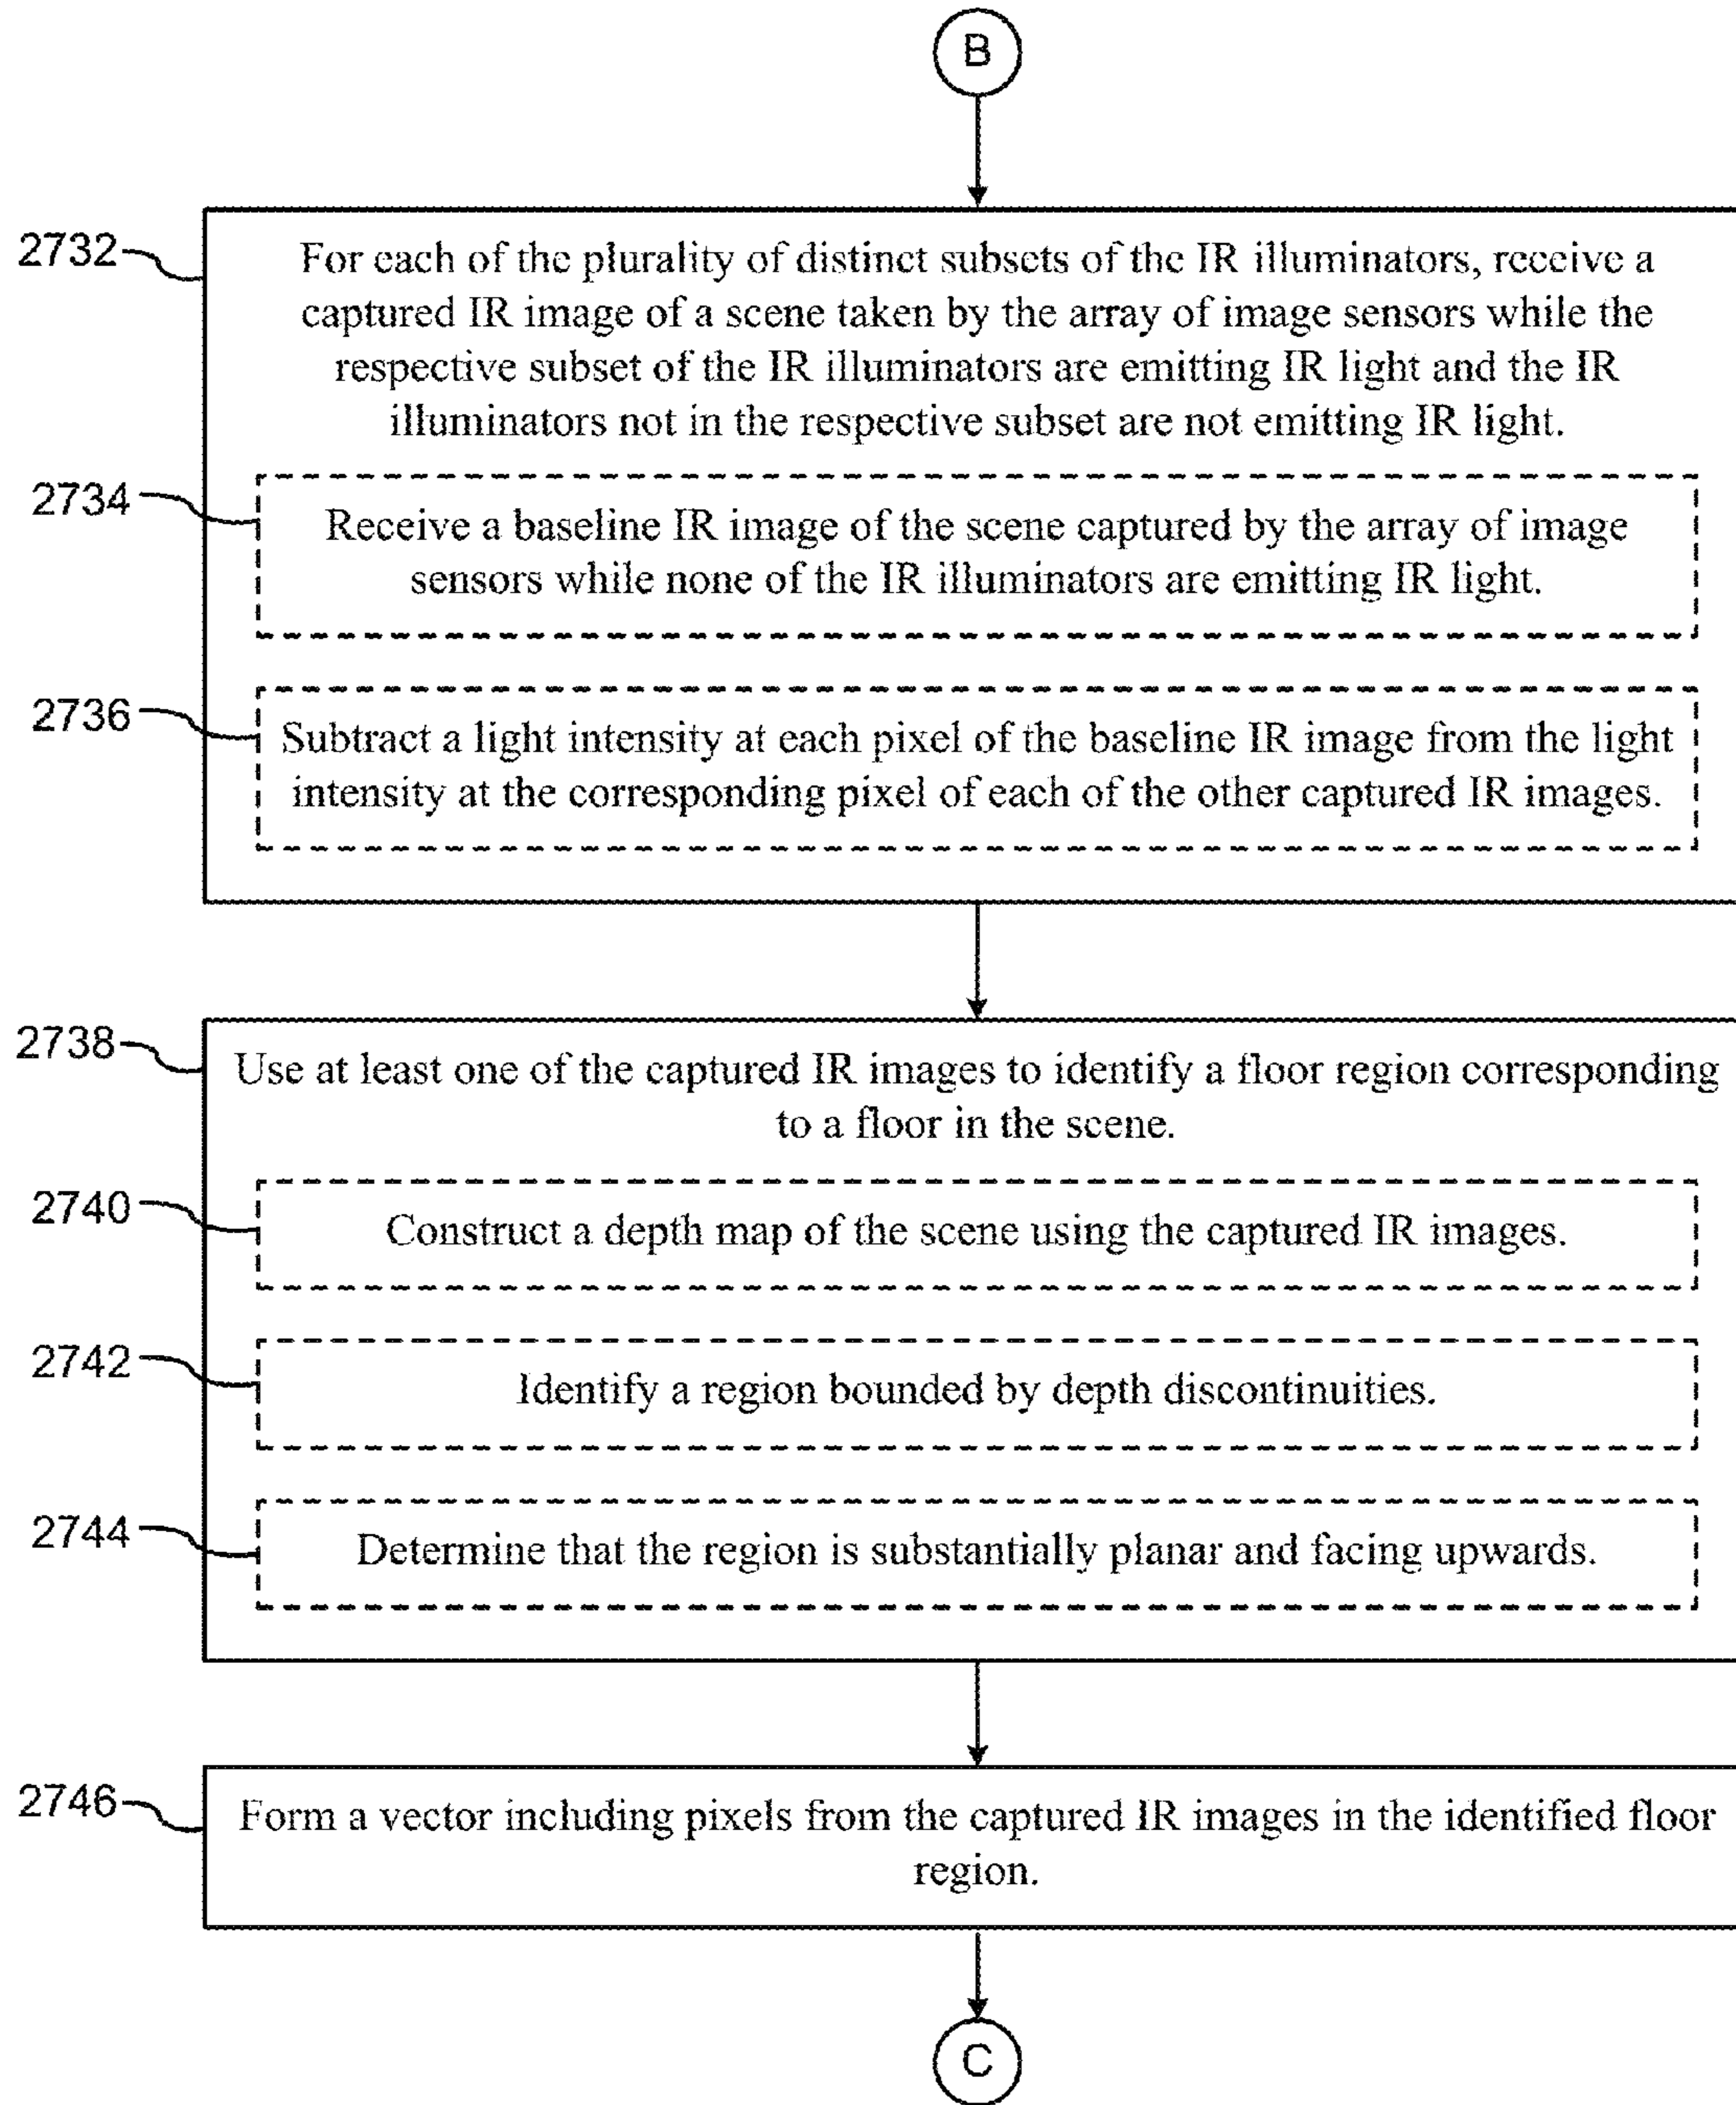 B
2732
For each of the plurality of distinct subsets of the IR illuminators, receive a
captured IR image of a scene taken by the array of image sensors while the
respective subset of the IR illuminators are emitting IR light and the IR
illuminators not in the respective subset are not emitting IR light.
2734
Receive a baseline IR image of the scene captured by the array of image
sensors while none of the IR illuminators are emitting IR light.
2736
Subtract a light intensity at each pixel of the baseline IR image from the light
intensity at the corresponding pixel of each of the other captured IR images.
2738
Use at least one of the captured IR images to identify a floor region corresponding
to a floor in the scene.
2740
Construct a depth map of the scene using the captured IR images.
2742
Identify a region bounded by depth discontinuities.
2744
Determine that the region is substantially planar and facing upwards.
2746
Form a vector including pixels from the captured IR images in the identified floor
region.
C